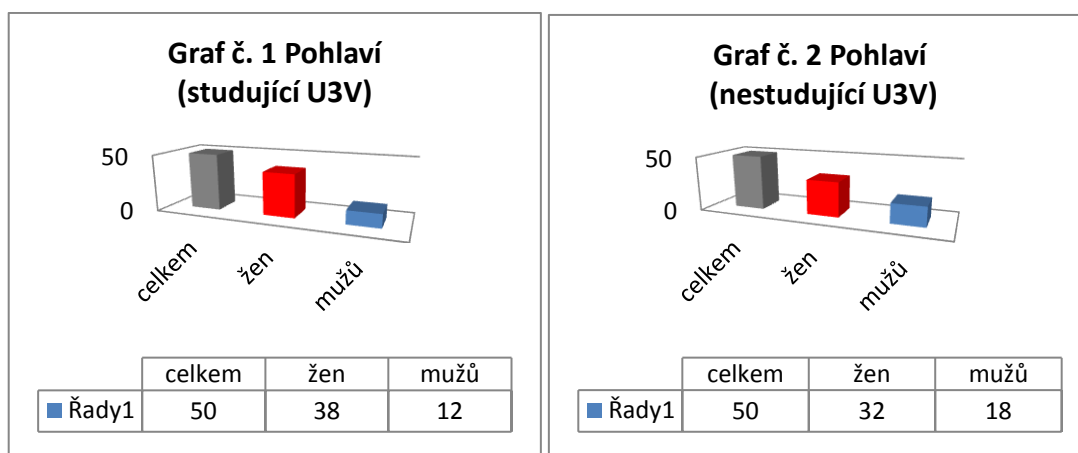 Graf č. 1 Pohlaví
(studující U3V)
50
0
celkem
žen
mužů
celkem žen mužů
Řady1 50 38 12
Graf č. 2 Pohlaví
(nestudující U3V)
50
0
celkem
žen
mužů
celkem žen mužů
Řady1 50 32 18